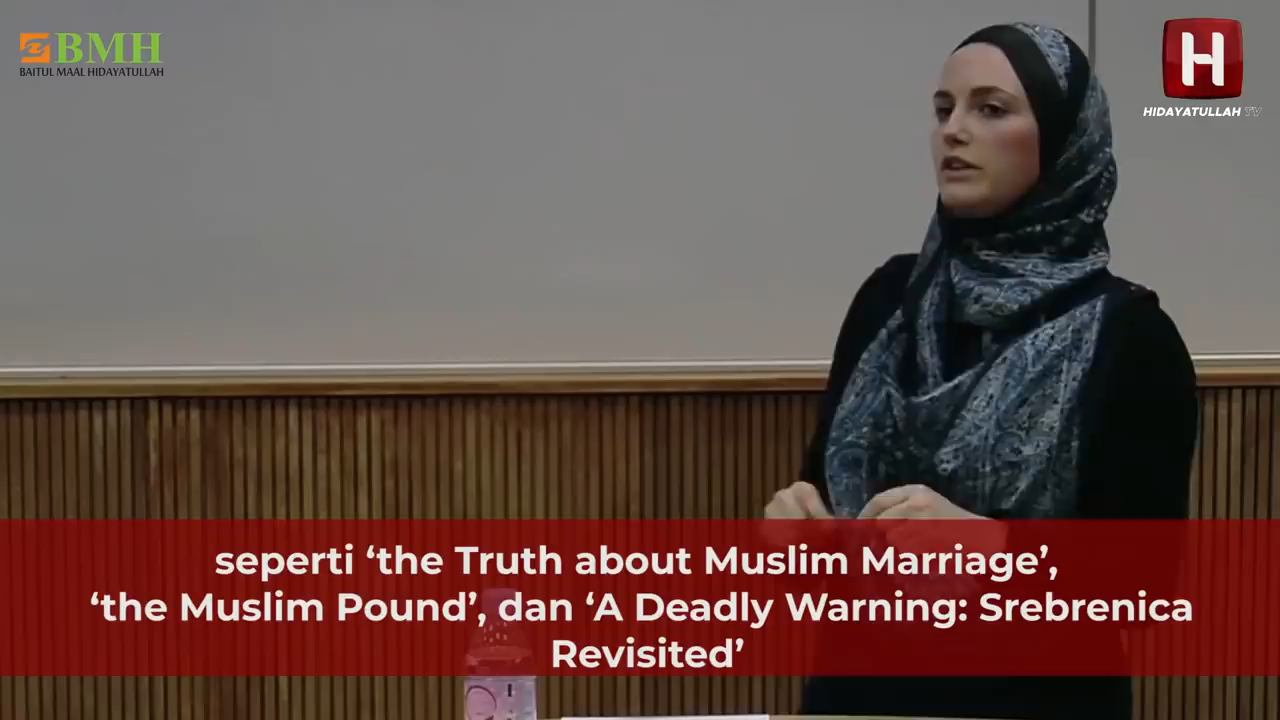 BMH
BAITUL MAAL HIDAYATULLAH
H
HIDAYATULLAH TV
seperti ‘the Truth about Muslim Marriage’,
‘the Muslim Pound’, dan ‘A Deadly Warning: Srebrenica
Revisited’